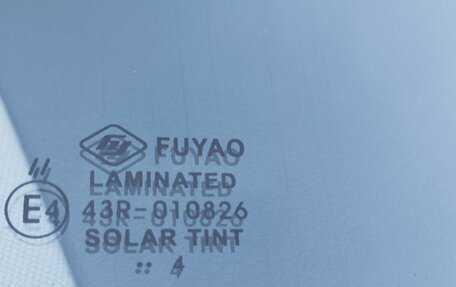 FUYAO
LAMINATED
E4 43R-010826
SOLAR TINT
4